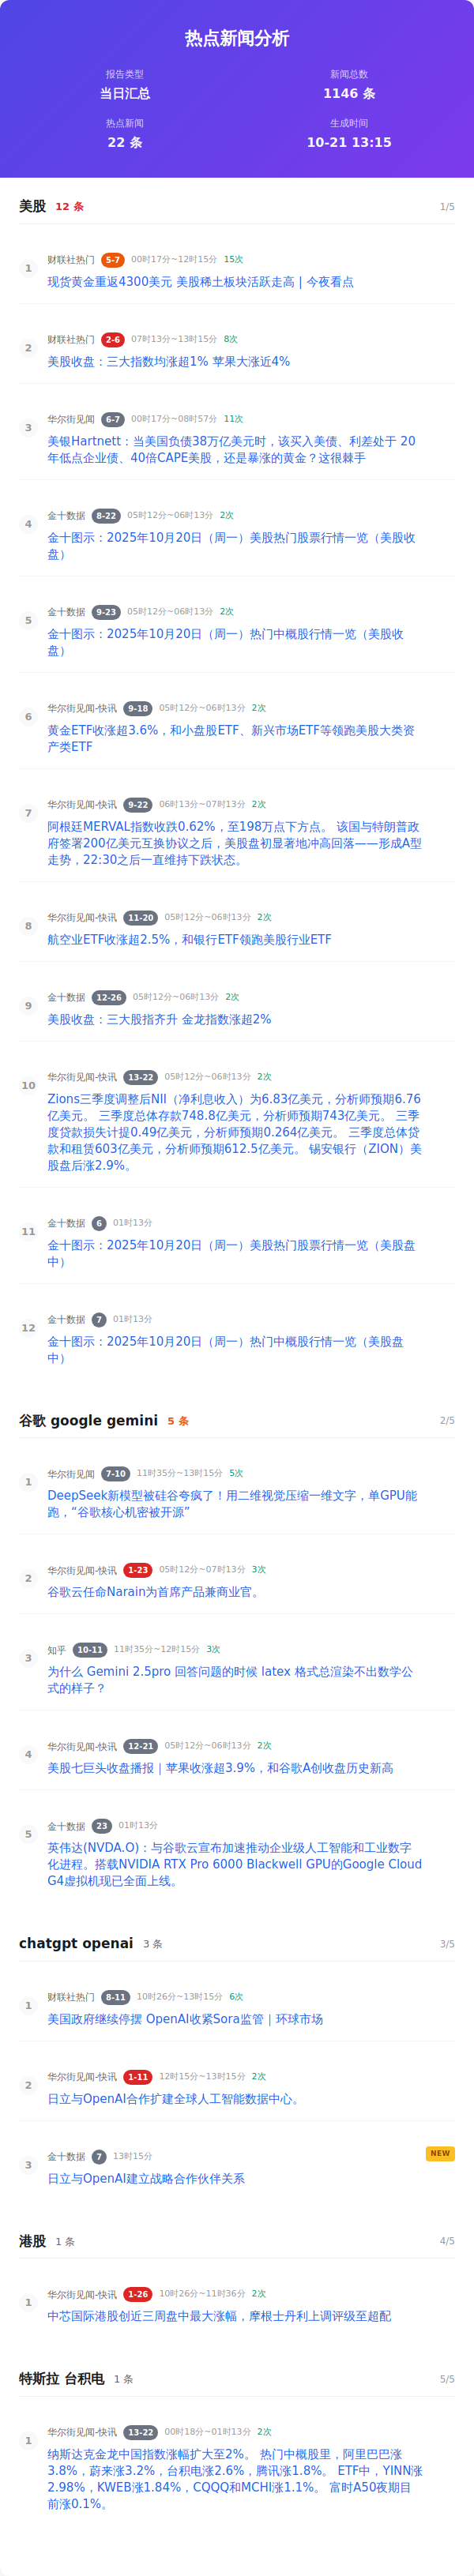 热点新闻分析
报告类型
新闻总数
当日汇总
1146 条
热点新闻
生成时间
22 条
10-21 13:15
美股 12 条 1/5
1
财联社热门 5-7 00时17分~12时15分 15次
现货黄金重返4300美元 美股稀土板块活跃走高 | 今夜看点
2
财联社热门 2-6 07时13分~13时15分 8次
美股收盘：三大指数均涨超1% 苹果大涨近4%
3
华尔街见闻 6-7 00时17分~08时57分 11次
美银Hartnett：当美国负债38万亿美元时，该买入美债、利差处于 20
年低点企业债、40倍CAPE美股，还是暴涨的黄金？这很棘手
4
金十数据 8-22 05时12分~06时13分 2次
金十图示：2025年10月20日（周一）美股热门股票行情一览（美股收
盘）
5
金十数据 9-23 05时12分~06时13分 2次
金十图示：2025年10月20日（周一）热门中概股行情一览（美股收
盘）
6
华尔街见闻-快讯 9-18 05时12分~06时13分 2次
黄金ETF收涨超3.6%，和小盘股ETF、新兴市场ETF等领跑美股大类资
产类ETF
7
华尔街见闻-快讯 9-22 06时13分~07时13分 2次
阿根廷MERVAL指数收跌0.62%，至198万点下方点。 该国与特朗普政
府签署200亿美元互换协议之后，美股盘初显著地冲高回落——形成A型
走势，22:30之后一直维持下跌状态。
8
华尔街见闻-快讯 11-20 05时12分~06时13分 2次
航空业ETF收涨超2.5%，和银行ETF领跑美股行业ETF
9
金十数据 12-26 05时12分~06时13分 2次
美股收盘：三大股指齐升 金龙指数涨超2%
10
华尔街见闻-快讯 13-22 05时12分~06时13分 2次
Zions三季度调整后NII（净利息收入）为6.83亿美元，分析师预期6.76
亿美元。 三季度总体存款748.8亿美元，分析师预期743亿美元。 三季
度贷款损失计提0.49亿美元，分析师预期0.264亿美元。 三季度总体贷
款和租赁603亿美元，分析师预期612.5亿美元。 锡安银行（ZION）美
股盘后涨2.9%。
11
金十数据 6 01时13分
金十图示：2025年10月20日（周一）美股热门股票行情一览（美股盘
中）
12
金十数据 7 01时13分
金十图示：2025年10月20日（周一）热门中概股行情一览（美股盘
中）
谷歌 google gemini 5 条 2/5
1
华尔街见闻 7-10 11时35分~13时15分 5次
DeepSeek新模型被硅谷夸疯了！用二维视觉压缩一维文字，单GPU能
跑，“谷歌核心机密被开源”
2
华尔街见闻-快讯 1-23 05时12分~07时13分 3次
谷歌云任命Narain为首席产品兼商业官。
3
知乎 10-11 11时35分~12时15分 3次
为什么 Gemini 2.5pro 回答问题的时候 latex 格式总渲染不出数学公
式的样子？
4
华尔街见闻-快讯 12-21 05时12分~06时13分 2次
美股七巨头收盘播报｜苹果收涨超3.9%，和谷歌A创收盘历史新高
5
金十数据 23 01时13分
英伟达(NVDA.O)：与谷歌云宣布加速推动企业级人工智能和工业数字
化进程。搭载NVIDIA RTX Pro 6000 Blackwell GPU的Google Cloud
G4虚拟机现已全面上线。
chatgpt openai 3 条 3/5
1
财联社热门 8-11 10时26分~13时15分 6次
美国政府继续停摆 OpenAI收紧Sora监管｜环球市场
2
华尔街见闻-快讯 1-11 12时15分~13时15分 2次
日立与OpenAI合作扩建全球人工智能数据中心。
3
金十数据 7 13时15分 NEW
日立与OpenAI建立战略合作伙伴关系
港股 1 条 4/5
1
华尔街见闻-快讯 1-26 10时26分~11时36分 2次
中芯国际港股创近三周盘中最大涨幅，摩根士丹利上调评级至超配
特斯拉 台积电 1 条 5/5
1
华尔街见闻-快讯 13-22 00时18分~01时13分 2次
纳斯达克金龙中国指数涨幅扩大至2%。 热门中概股里，阿里巴巴涨
3.8%，蔚来涨3.2%，台积电涨2.6%，腾讯涨1.8%。 ETF中，YINN涨
2.98%，KWEB涨1.84%，CQQQ和MCHI涨1.1%。 富时A50夜期目
前涨0.1%。